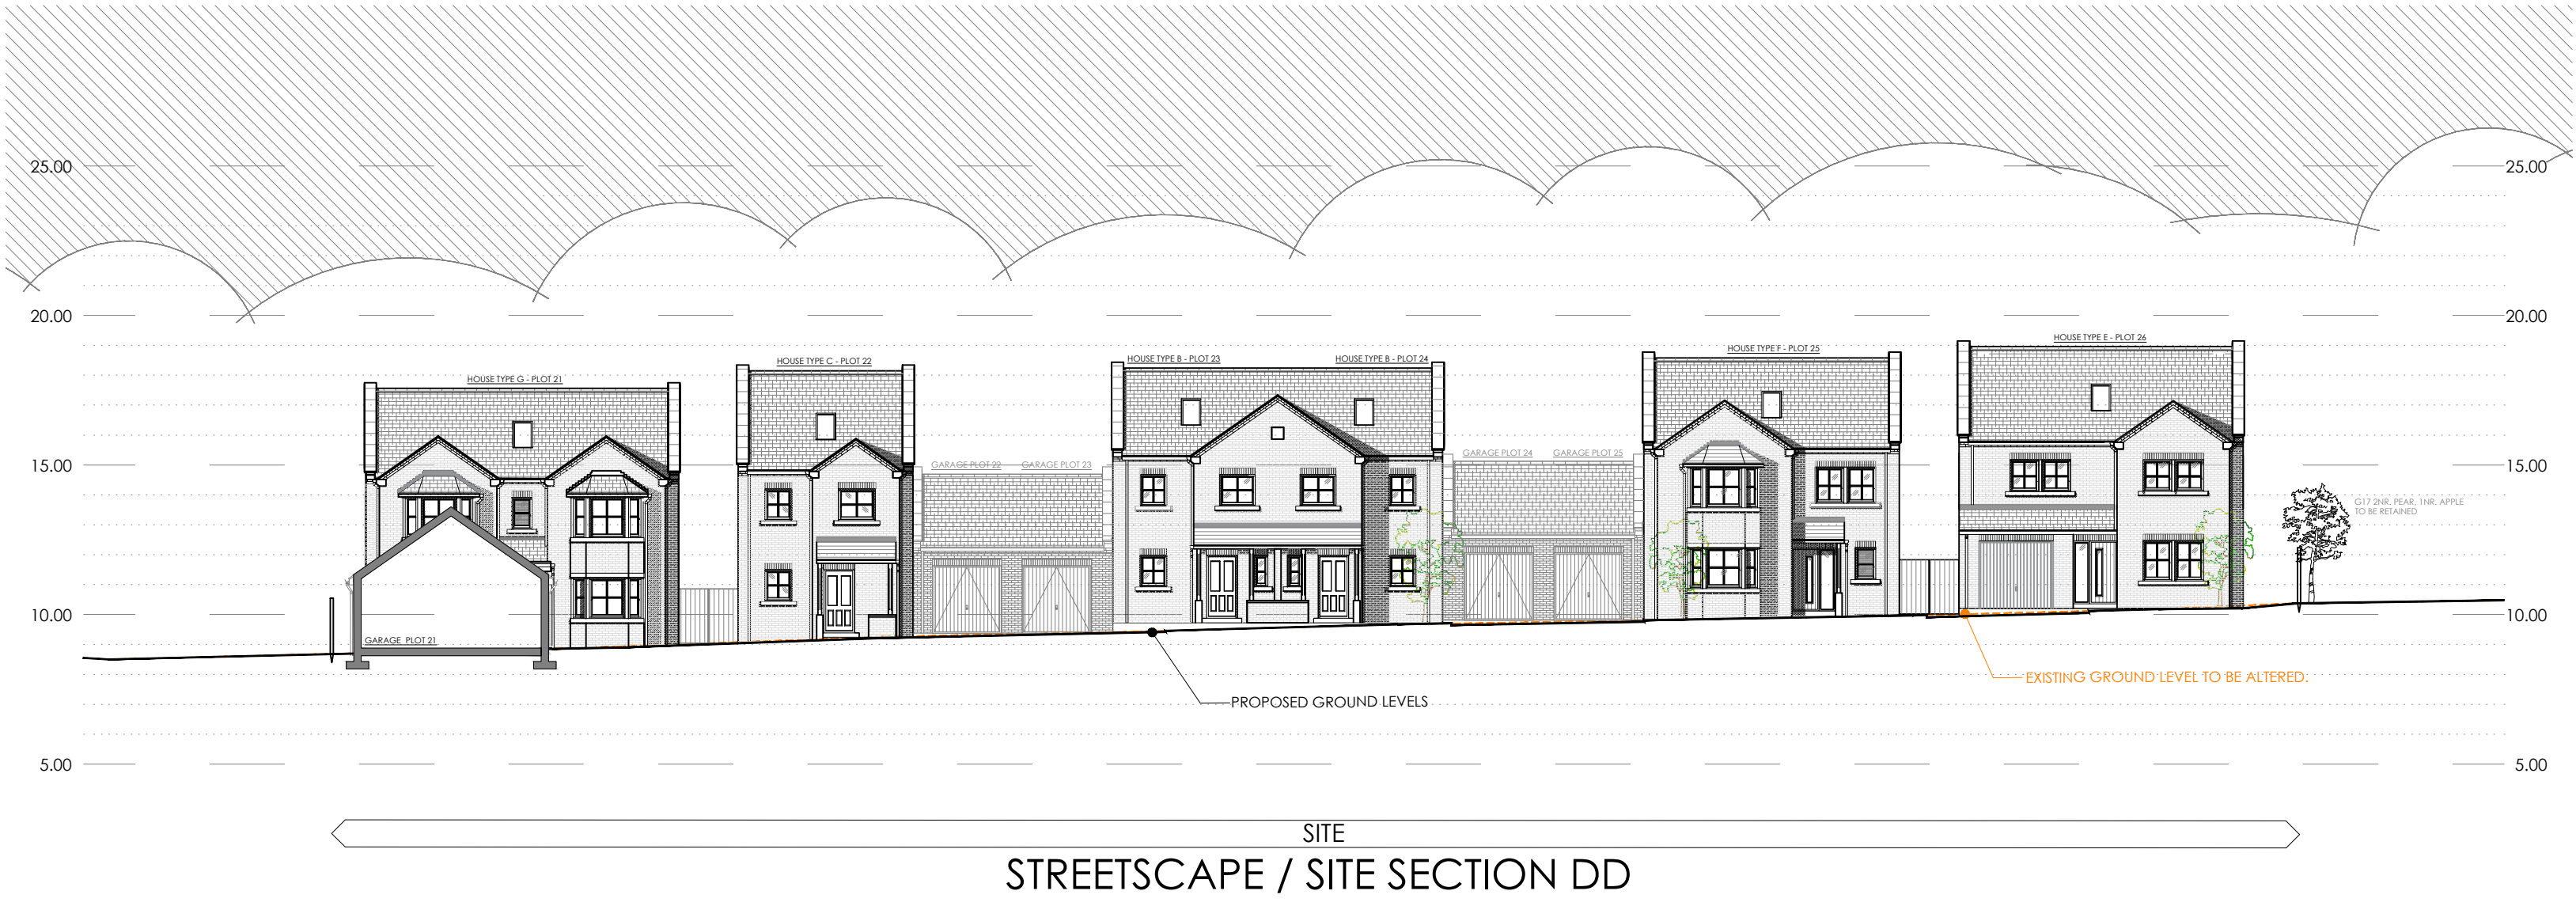 25.00
25.00
20.00
20.00
HOUSE TYPE G - PLOT 21
HOUSE TYPE C - PLOT 22
HOUSE TYPE B - PLOT 23
HOUSE TYPE B - PLOT 24
HOUSE TYPE F - PLOT 25
HOUSE TYPE E - PLOT 26
15.00
GARAGE PLOT 22
GARAGE PLOT 23
GARAGE PLOT 24
GARAGE PLOT 25
15.00
G17 2NR. PEAR, 1NR. APPLE
TO BE RETAINED
10.00
GARAGE PLOT 21
10.00
PROPOSED GROUND LEVELS
EXISTING GROUND LEVEL TO BE ALTERED.
5.00
5.00
SITE
STREETSCAPE / SITE SECTION DD